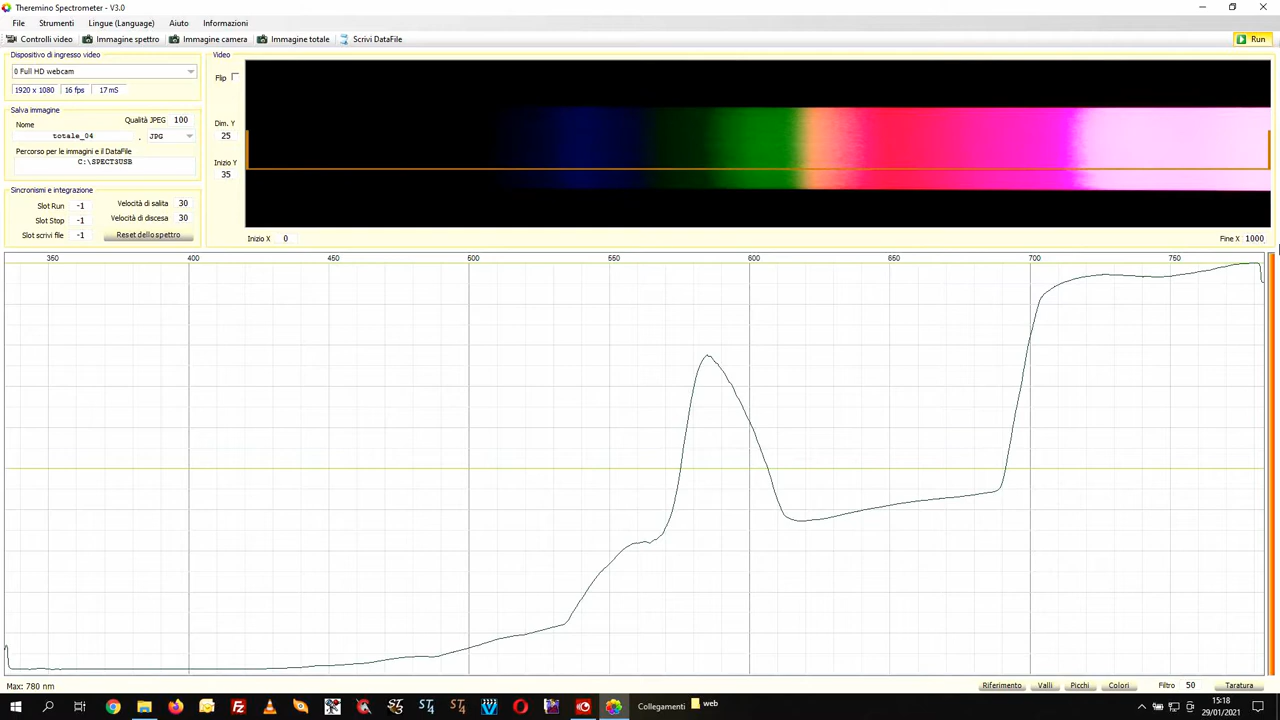 Theremino Spectrometer - V3.0
File Strumenti Lingue (Language) Aiuto Informazioni
Controlli video Immagine spettro Immagine camera Immagine totale Scrivi DataFile Run
Dispositivo di ingresso video
0 Full HD webcam
1920 x 1080 16 fps 17 mS
Salva immagine
Qualità JPEG 100
Nome
totale_04 . JPG
Percorso per le immagini e il DataFile
C:\SPECT3USB
Sincronismi e integrazione
Slot Run -1 Velocità di salita 30
Slot Stop -1 Velocità di discesa 30
Slot scrivi file -1 Reset dello spettro
Video
Flip
Dim. Y
25
Inizio Y
35
Inizio X 0 Fine X 1000
350 400 450 500 550 600 650 700 750
400 500 600 700
Max: 780 nm Riferimento Valli Picchi Colori Filtro 50 Taratura
Collegamenti web
15:18
29/01/2021